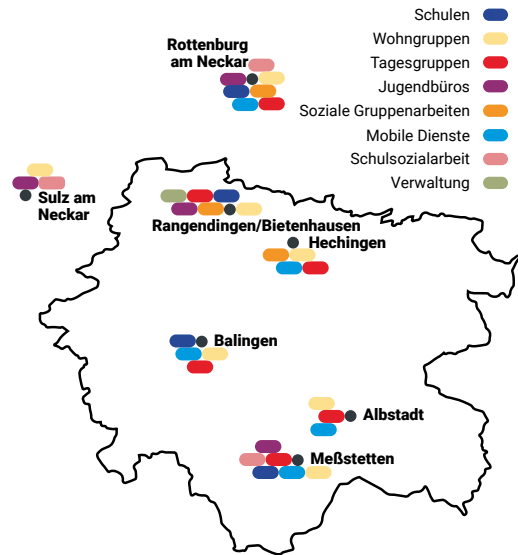 Schulen
Wohngruppen
Tagesgruppen
Jugendbüros
Soziale Gruppenarbeiten
Mobile Dienste
Schulsozialarbeit
Verwaltung
Rottenburg
am Neckar
Sulz am
Neckar
Rangendingen/Bietenhausen
Hechingen
Balingen
Albstadt
Meßstetten